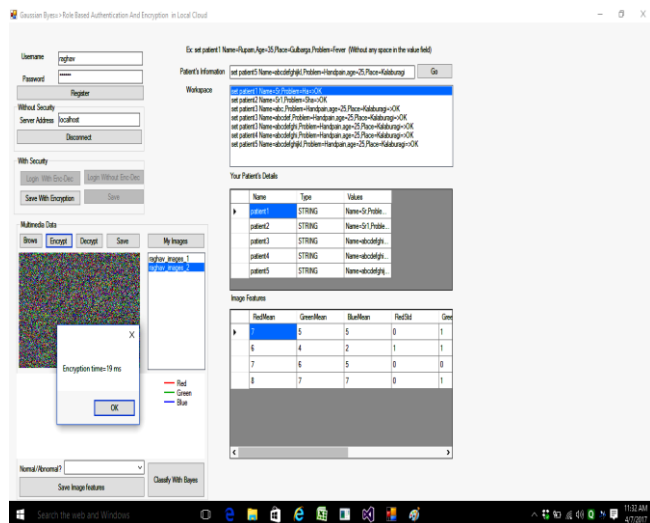 Gaussian Byes>>Role Based Authentication And Encryption in Local Cloud
Username
raghav
Password
*****
Register
Without Security
Server Address
localhost
Disconnect
With Security
Login With Enc-Dec
Login Without Enc-Dec
Save With Encryption
Save
Multimedia Data
Brows
Encrypt
Decrypt
Save
My Images
raghav_images_1
raghav_images_2
X
Encryption time=19 ms
OK
Red
Green
Blue
Normal/Abnormal?
Save Image features
Classify With Bayes
Ex: set patient1 Name=Rupam,Age=35,Place=Gulbarga,Problem=Fever (Without any space in the value field)
Patient's Information
set patient5 Name=abcdefghijkl,Problem=Handpain,age=25,Place=Kalaburagi
Go
Workspace
set patient1 Name=Sr,Problem=Ha=>OK
set patient2 Name=Sr1,Problem=Sha=>OK
set patient3 Name=abc,Problem=Handpain,age=25,Place=Kalaburagi=>OK
set patient3 Name=abcdef,Problem=Handpain,age=25,Place=Kalaburagi=>OK
set patient3 Name=abcdefghi,Problem=Handpain,age=25,Place=Kalaburagi=>OK
set patient4 Name=abcdefghi,Problem=Handpain,age=25,Place=Kalaburagi=>OK
set patient5 Name=abcdefghijkl,Problem=Handpain,age=25,Place=Kalaburagi=>OK
Your Patient's Details
Name Type Values
patient1 STRING Name=Sr,Proble...
patient2 STRING Name=Sr1,Proble...
patient3 STRING Name=abcdefghi...
patient4 STRING Name=abcdefghi...
patient5 STRING Name=abcdefghij...
Image Features
RedMean GreenMean BlueMean RedStd Gree
7 5 5 0 1
6 4 2 1 1
7 6 5 0 0
8 7 7 0 1
Search the web and Windows
11:32 AM
4/7/2017